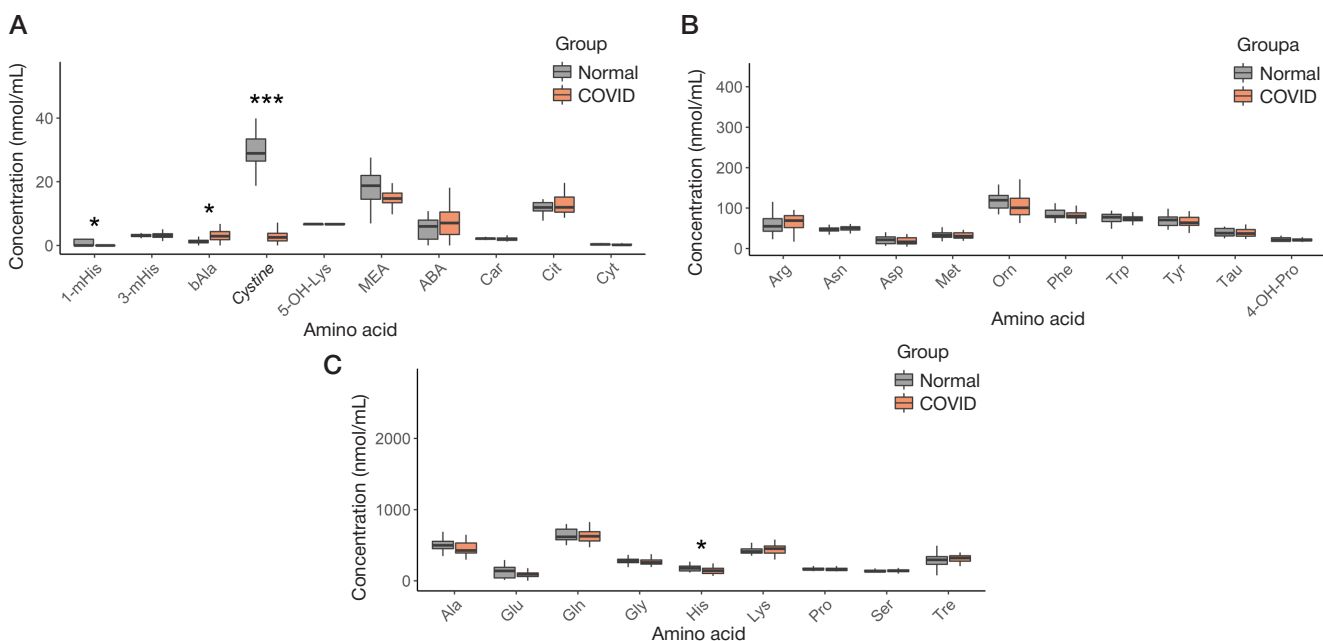 A
Group
Normal
COVID
Concentration (nmol/mL)
40
20
0
*
*
***
1-mHis
3-mHis
bAla
Cystine
5-OH-Lys
MEA
ABA
Car
Cit
Cyt
Amino acid
B
Groupa
Normal
COVID
Concentration (nmol/mL)
400
300
200
100
0
Arg
Asn
Asp
Met
Orn
Phe
Trp
Tyr
Tau
4-OH-Pro
Amino acid
C
Group
Normal
COVID
Concentration (nmol/mL)
2000
1000
0
*
Ala
Glu
Gln
Gly
His
Lys
Pro
Ser
Tre
Amino acid